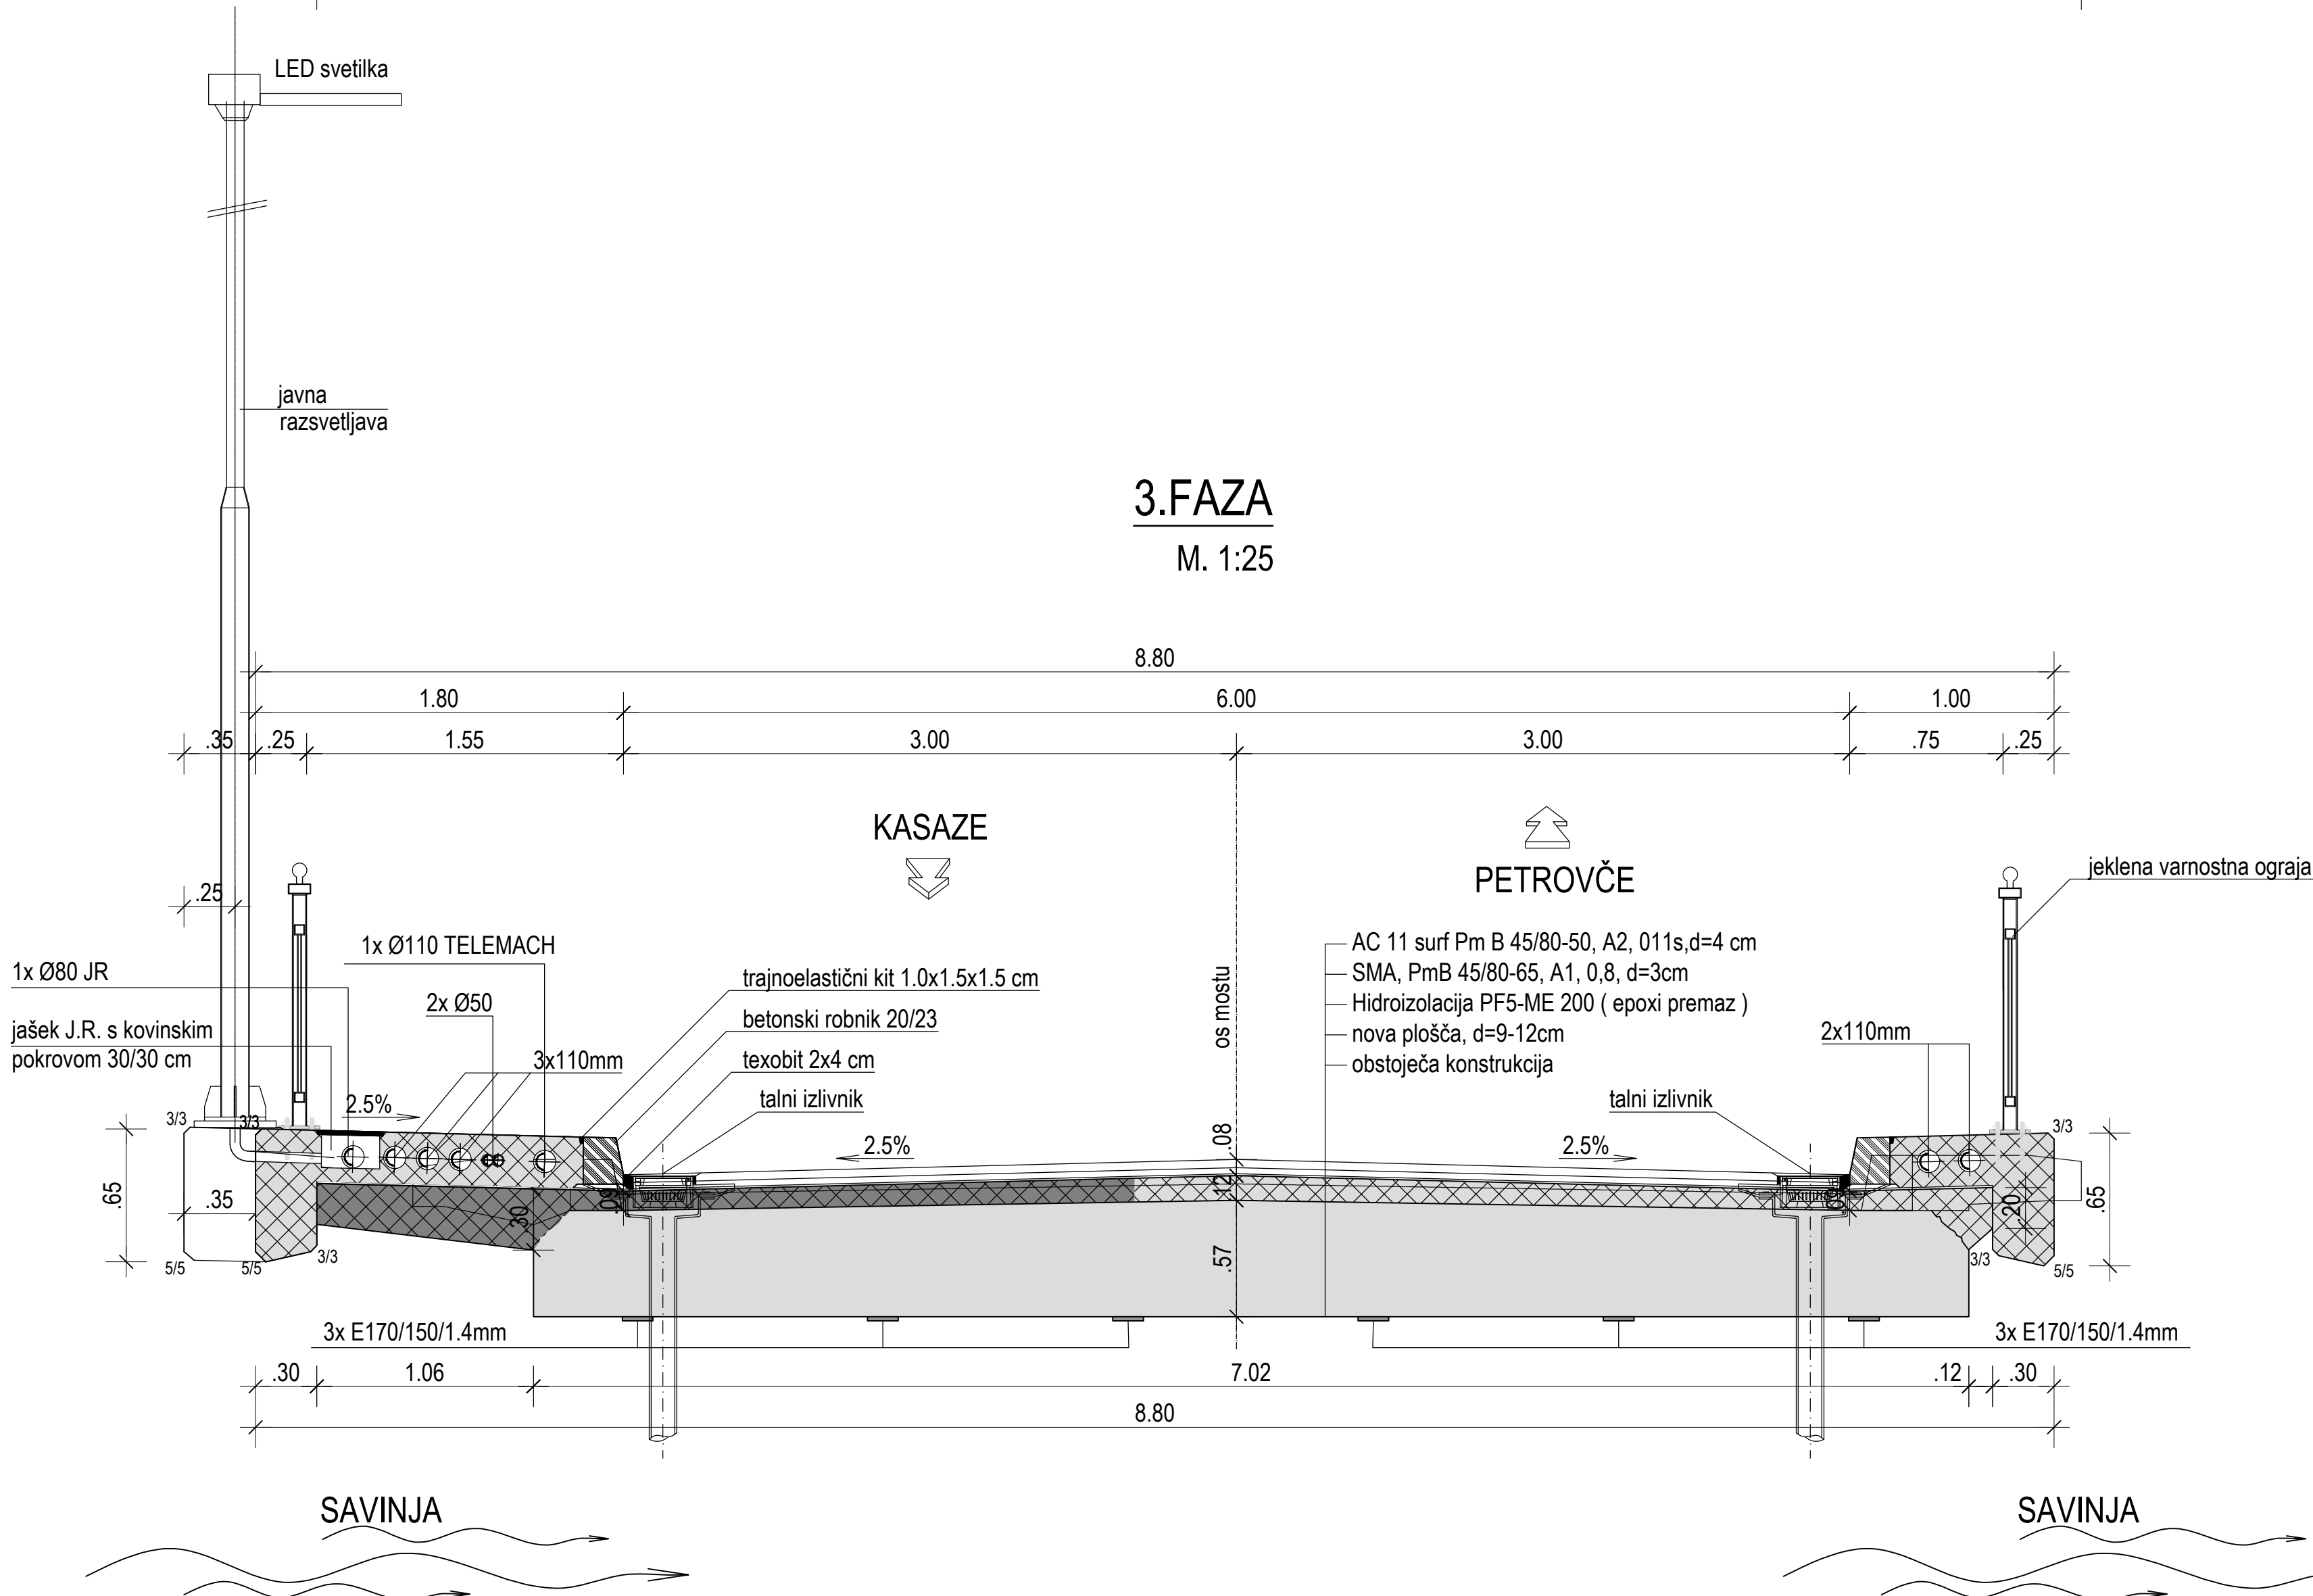 LED svetilka
javna
razsvetljava
3.FAZA
M. 1:25
8.80
1.80
6.00
1.00
.35
.25
1.55
3.00
3.00
.75
.25
KASAZE
PETROVČE
jeklena varnostna ograja
.25
1x Ø110 TELEMACH
1x Ø80 JR
2x Ø50
jašek J.R. s kovinskim
pokrovom 30/30 cm
3x110mm
trajnoelastični kit 1.0x1.5x1.5 cm
betonski robnik 20/23
texobit 2x4 cm
talni izlivnik
os mostu
AC 11 surf Pm B 45/80-50, A2, 011s,d=4 cm
SMA, PmB 45/80-65, A1, 0,8, d=3cm
Hidroizolacija PF5-ME 200 ( epoxi premaz )
nova plošča, d=9-12cm
obstoječa konstrukcija
2x110mm
talni izlivnik
3/3
3/3
2.5%
2.5%
.08
2.5%
3/3
.65
.35
.30
.09
.12
.57
.20
.65
5/5
5/5
3/3
3/3
5/5
3x E170/150/1.4mm
3x E170/150/1.4mm
.30
1.06
7.02
.12
.30
8.80
SAVINJA
SAVINJA